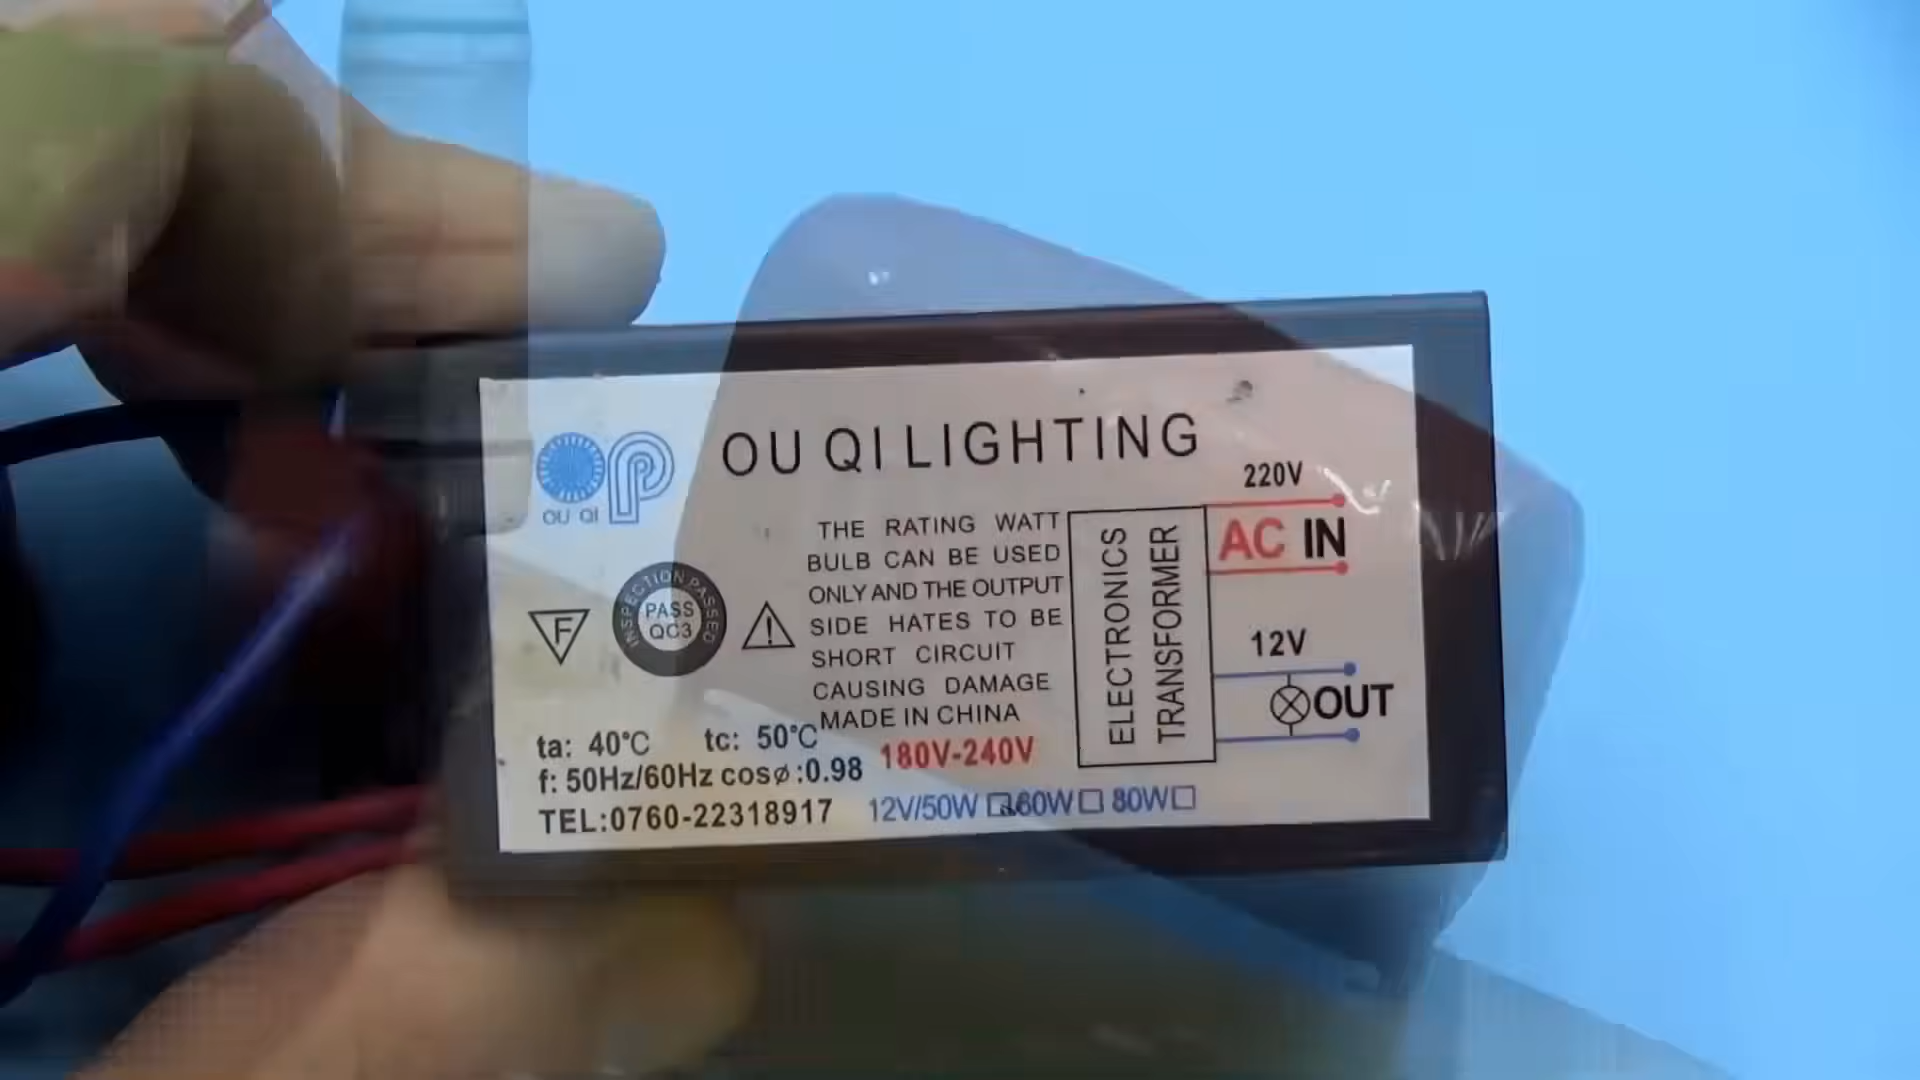 OU QI LIGHTING
OU QI
220V
AC IN
THE RATING WATT
BULB CAN BE USED
ONLY AND THE OUTPUT
SIDE HATES TO BE
SHORT CIRCUIT
CAUSING DAMAGE
MADE IN CHINA
ELECTRONICS
TRANSFORMER
INSPECTION PASSED
PASS
QC3
F
!
12V
OUT
ta: 40℃ tc: 50℃
180V-240V
f: 50Hz/60Hz cosø:0.98
TEL:0760-22318917
12V/50W☐ 60W☐ 80W☐